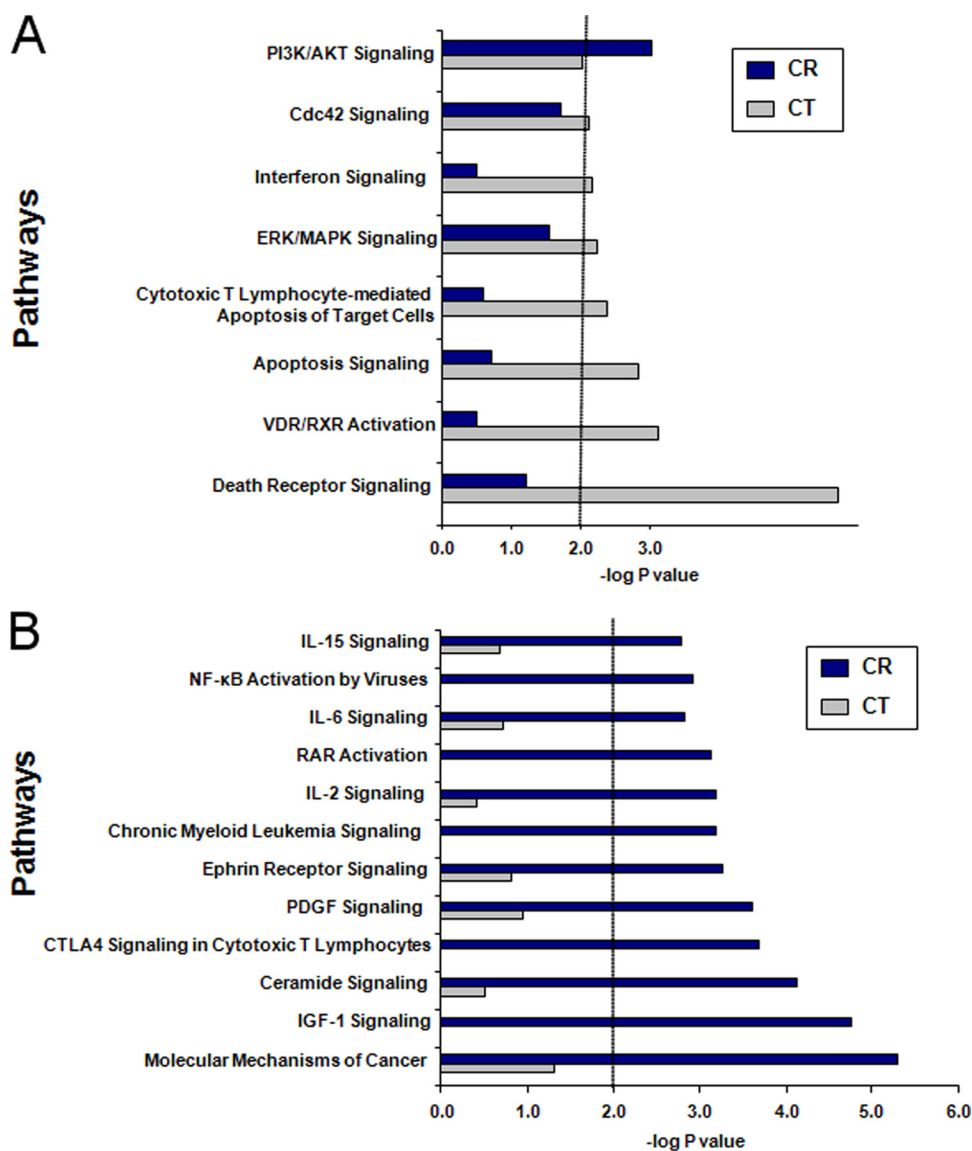 A
PI3K/AKT Signaling
Cdc42 Signaling
Interferon Signaling
ERK/MAPK Signaling
Cytotoxic T Lymphocyte-mediated
Apoptosis of Target Cells
Apoptosis Signaling
VDR/RXR Activation
Death Receptor Signaling
Pathways
CR
CT
0.0 1.0 2.0 3.0
-log P value
B
IL-15 Signaling
NF-κB Activation by Viruses
IL-6 Signaling
RAR Activation
IL-2 Signaling
Chronic Myeloid Leukemia Signaling
Ephrin Receptor Signaling
PDGF Signaling
CTLA4 Signaling in Cytotoxic T Lymphocytes
Ceramide Signaling
IGF-1 Signaling
Molecular Mechanisms of Cancer
Pathways
CR
CT
0.0 1.0 2.0 3.0 4.0 5.0 6.0
-log P value